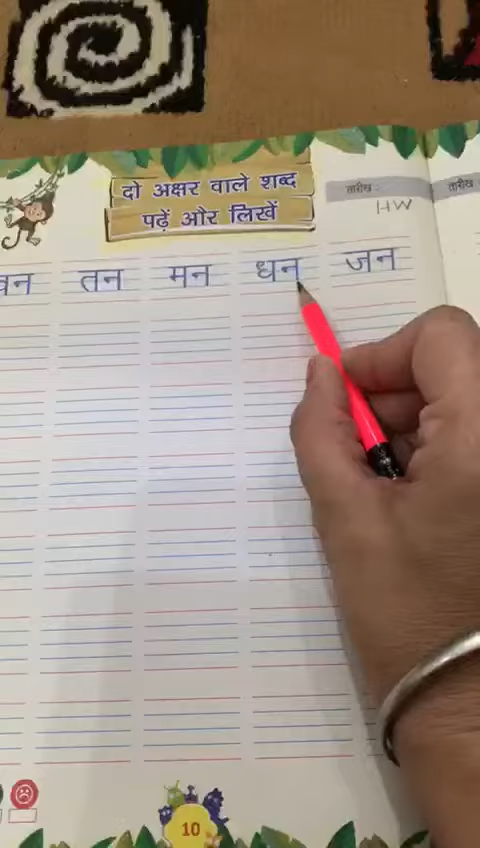 दो अक्षर वाले शब्द
पढ़ें और लिखें
तारीख :
तारीख
HW
वन तन मन धन जन
10